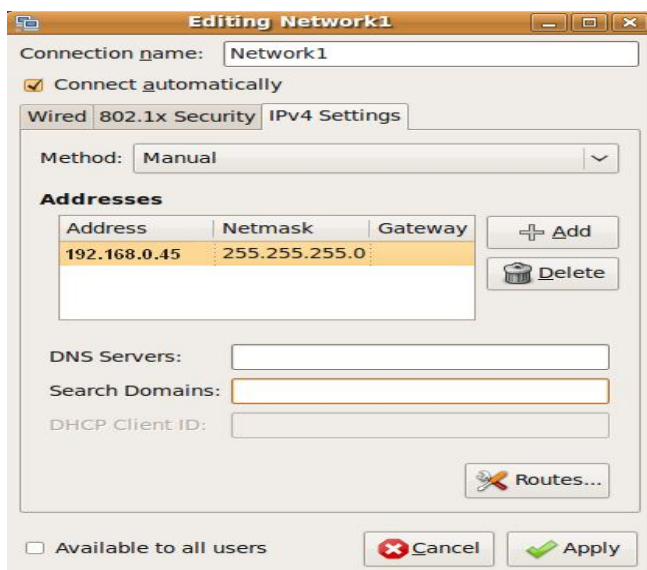 Editing Network1
Connection name: Network1
Connect automatically
Wired 802.1x Security IPv4 Settings
Method: Manual
Addresses
Address Netmask Gateway
192.168.0.45 255.255.255.0
Add
Delete
DNS Servers:
Search Domains:
DHCP Client ID:
Routes...
Available to all users
Cancel
Apply